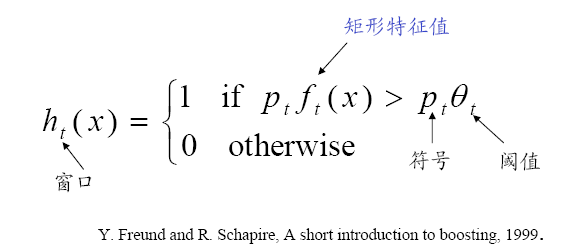 矩形特征值
h_t(x) = { 1 if p_t f_t(x) > p_t θ_t
0 otherwise
窗口
符号
阈值
Y. Freund and R. Schapire, A short introduction to boosting, 1999.